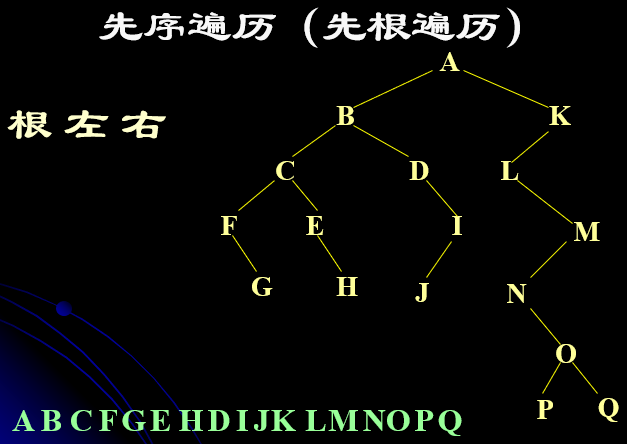 先序遍历（先根遍历）
A
根 左 右
B K
C D L
F E I M
G H J N
O
P Q
A B C F G E H D I J K L M N O P Q